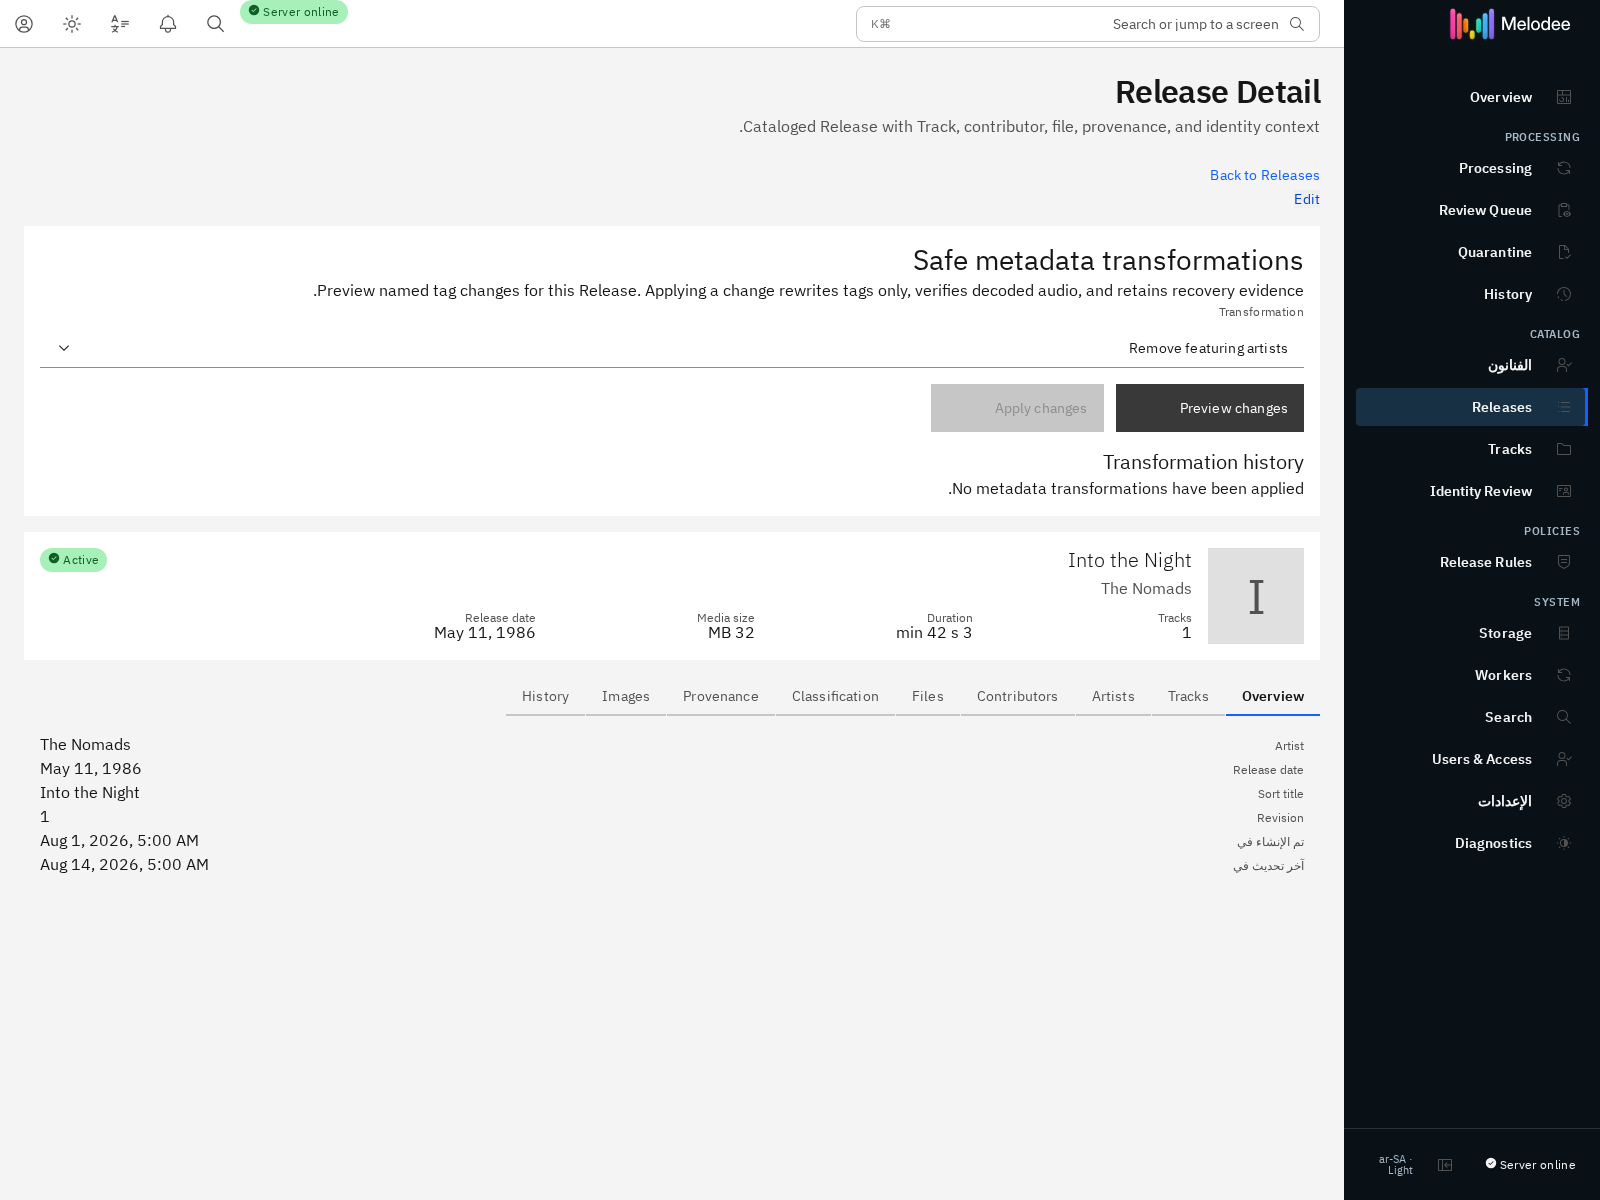 Melodee
Overview
PROCESSING
Processing
Review Queue
Quarantine
History
CATALOG
الفنانون
Releases
Tracks
Identity Review
POLICIES
Release Rules
SYSTEM
Storage
Workers
Search
Users & Access
الإعدادات
Diagnostics
Server online
ar-SA ·
Light
Search or jump to a screen
K⌘
Server online
Release Detail
.Cataloged Release with Track, contributor, file, provenance, and identity context
Back to Releases
Edit
Safe metadata transformations
.Preview named tag changes for this Release. Applying a change rewrites tags only, verifies decoded audio, and retains recovery evidence
Transformation
Remove featuring artists
Preview changes
Apply changes
Transformation history
.No metadata transformations have been applied
I
Into the Night
The Nomads
Active
Tracks
1
Duration
min 42 s 3
Media size
MB 32
Release date
May 11, 1986
Overview
Tracks
Artists
Contributors
Files
Classification
Provenance
Images
History
Artist
The Nomads
Release date
May 11, 1986
Sort title
Into the Night
Revision
1
تم الإنشاء في
Aug 1, 2026, 5:00 AM
آخر تحديث في
Aug 14, 2026, 5:00 AM